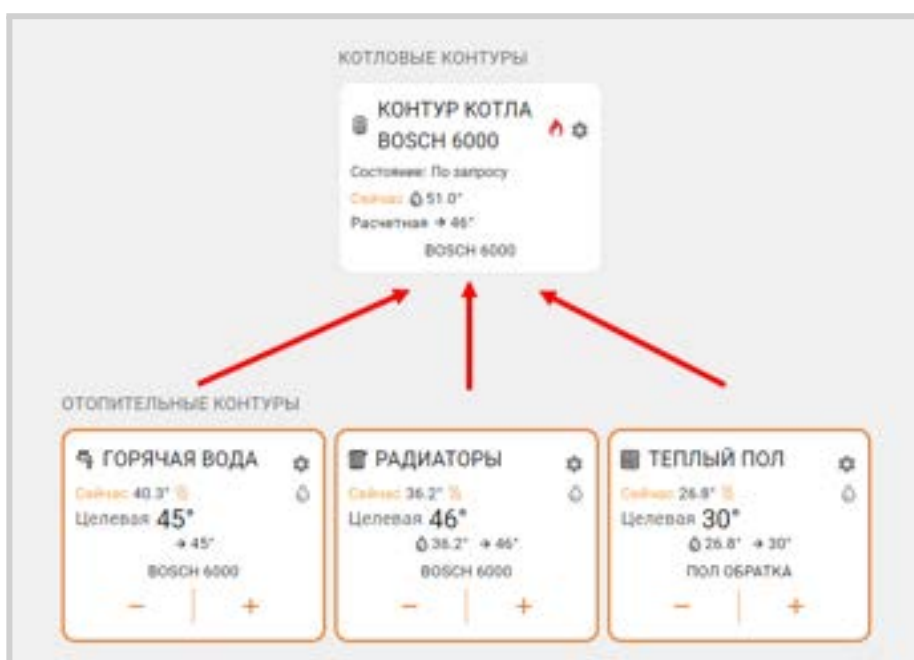 КОТЛОВЫЕ КОНТУРЫ
КОНТУР КОТЛА
BOSCH 6000
Состояние: По запросу
Сейчас 51.0°
Расчетная → 46°
BOSCH 6000
ОТОПИТЕЛЬНЫЕ КОНТУРЫ
ГОРЯЧАЯ ВОДА
Сейчас 40.3°
Целевая 45°
→ 45°
BOSCH 6000
− +
РАДИАТОРЫ
Сейчас 36.2°
Целевая 46°
36.2° → 46°
BOSCH 6000
− +
ТЕПЛЫЙ ПОЛ
Сейчас 26.8°
Целевая 30°
26.8° → 30°
ПОЛ ОБРАТКА
− +